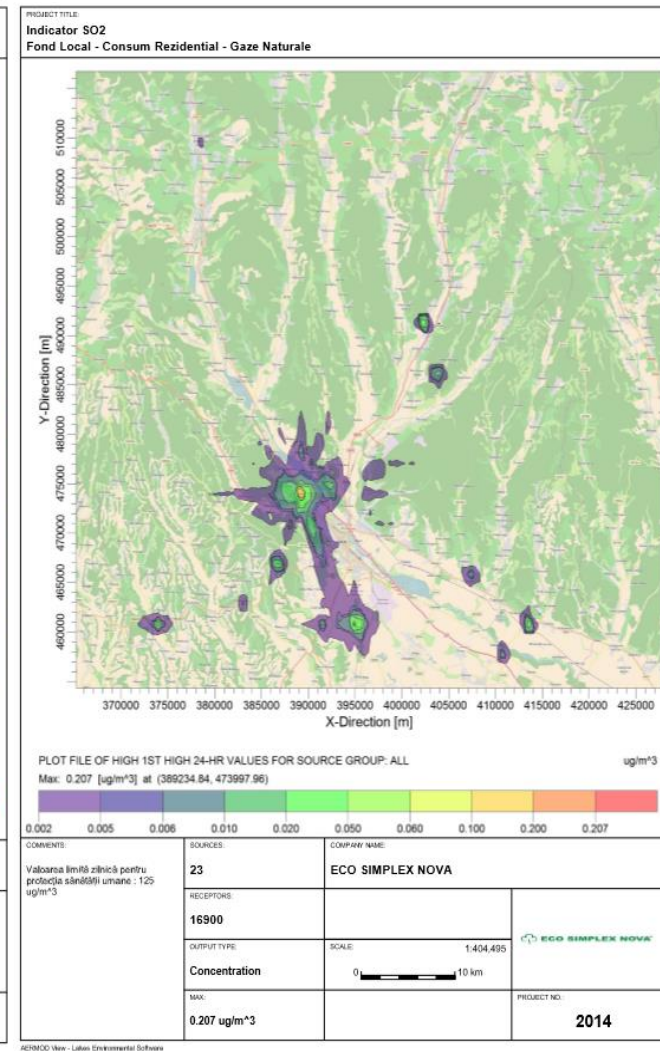 PROJECT TITLE:
Indicator SO2
Fond Local - Consum Rezidential - Gaze Naturale
Y-Direction [m]
510000
505000
500000
495000
490000
485000
480000
475000
470000
465000
460000
370000 375000 380000 385000 390000 395000 400000 405000 410000 415000 420000 425000
X-Direction [m]
PLOT FILE OF HIGH 1ST HIGH 24-HR VALUES FOR SOURCE GROUP: ALL
ug/m^3
Max: 0.207 [ug/m^3] at (389234.84, 473997.96)
0.002 0.005 0.006 0.010 0.020 0.050 0.060 0.100 0.200 0.207
COMMENTS:
Valoarea limită zilnică pentru
protecția sănătății umane : 125
ug/m^3
SOURCES:
23
COMPANY NAME:
ECO SIMPLEX NOVA
RECEPTORS:
16900
OUTPUT TYPE:
Concentration
SCALE:
1:404,495
0 10 km
ECO SIMPLEX NOVA
MAX:
0.207 ug/m^3
PROJECT NO.:
2014
AERMOD View - Lakes Environmental Software